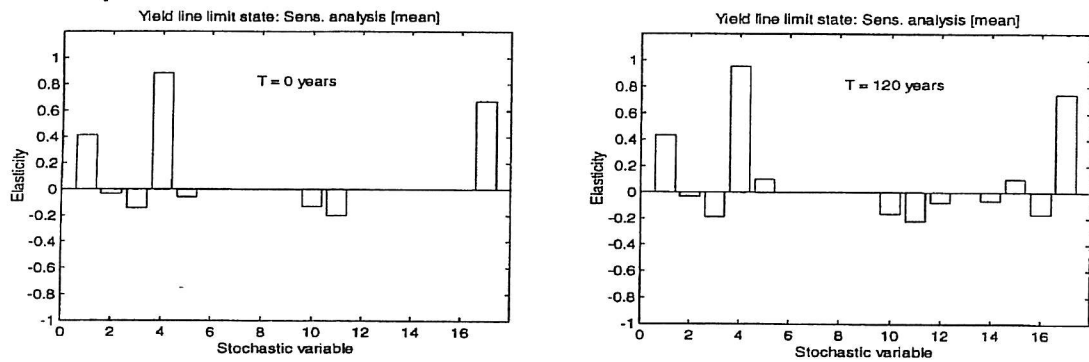 Yield line limit state: Sens. analysis [mean]
T = 0 years
Elasticity
1
0.8
0.6
0.4
0.2
0
-0.2
-0.4
-0.6
-0.8
-1
0 2 4 6 8 10 12 14 16
Stochastic variable
Yield line limit state: Sens. analysis [mean]
T = 120 years
Elasticity
1
0.8
0.6
0.4
0.2
0
-0.2
-0.4
-0.6
-0.8
-1
0 2 4 6 8 10 12 14 16
Stochastic variable